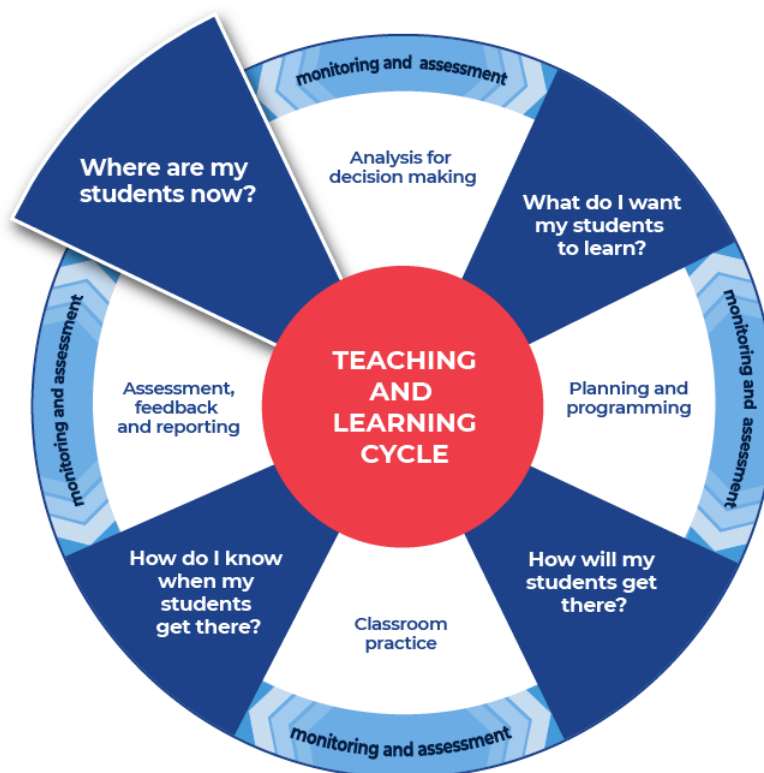 monitoring and assessment
Where are my
students now?
Analysis for
decision making
What do I want
my students
to learn?
monitoring and assessment
Planning and
programming
How will my
students get
there?
monitoring and assessment
Classroom
practice
How do I know
when my
students
get there?
monitoring and assessment
Assessment,
feedback
and reporting
TEACHING
AND
LEARNING
CYCLE